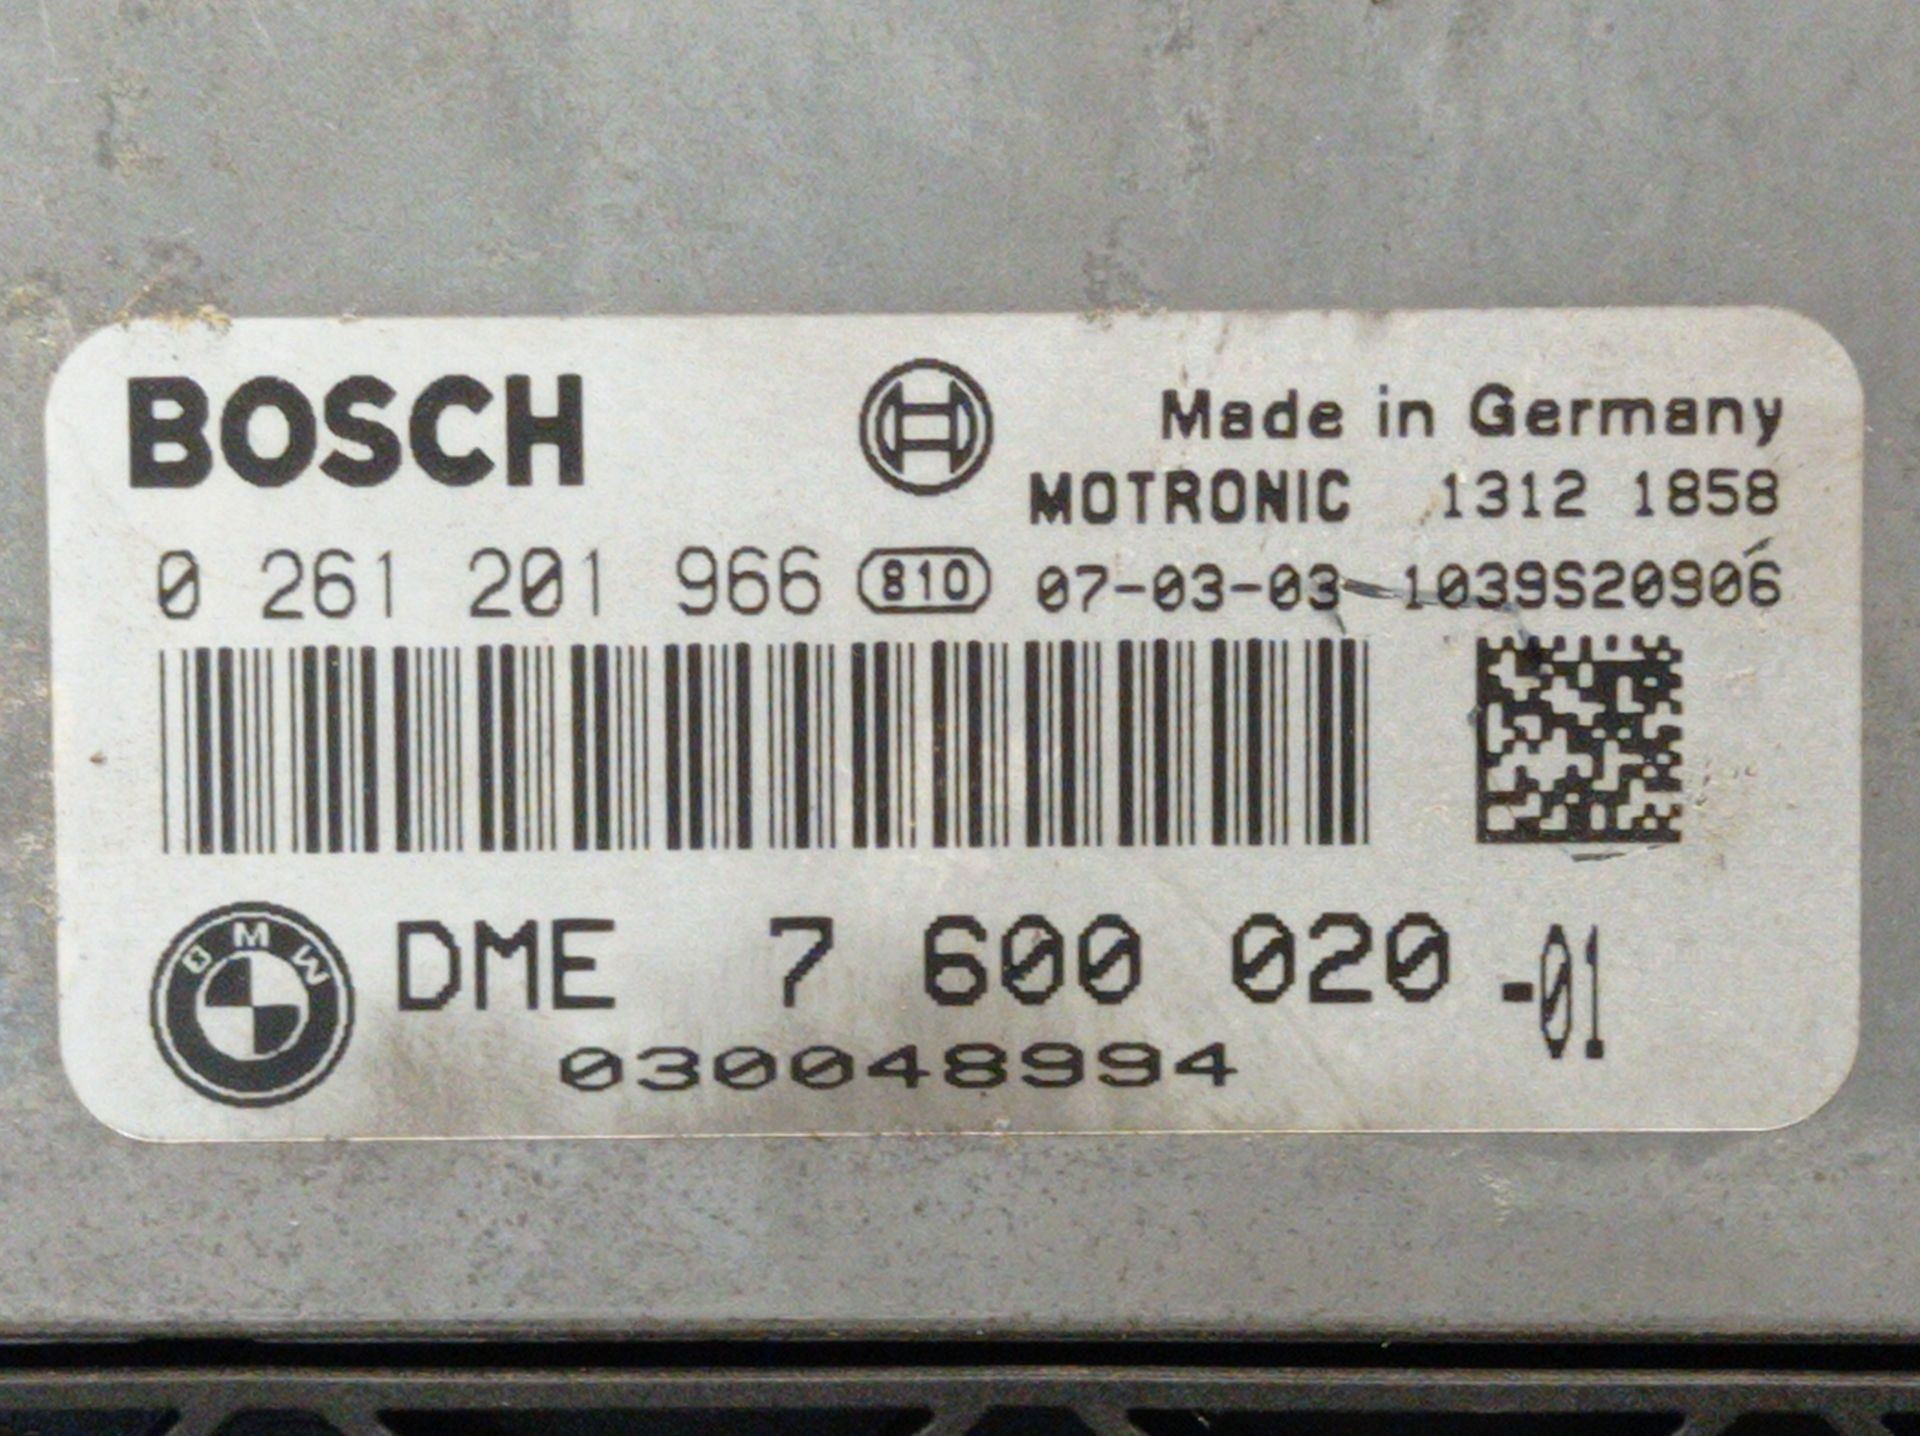 BOSCH
Made in Germany
MOTRONIC 1312 1858
0 261 201 966 810 07-03-03 1039S20906
BMW
DME 7 600 020 -01
030048994